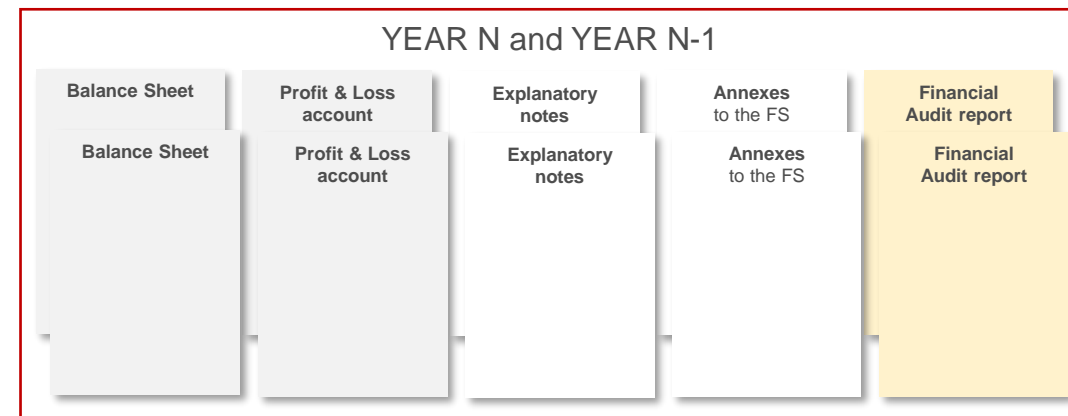 YEAR N and YEAR N-1
Balance Sheet
Profit & Loss
account
Explanatory
notes
Annexes
to the FS
Financial
Audit report
Balance Sheet
Profit & Loss
account
Explanatory
notes
Annexes
to the FS
Financial
Audit report